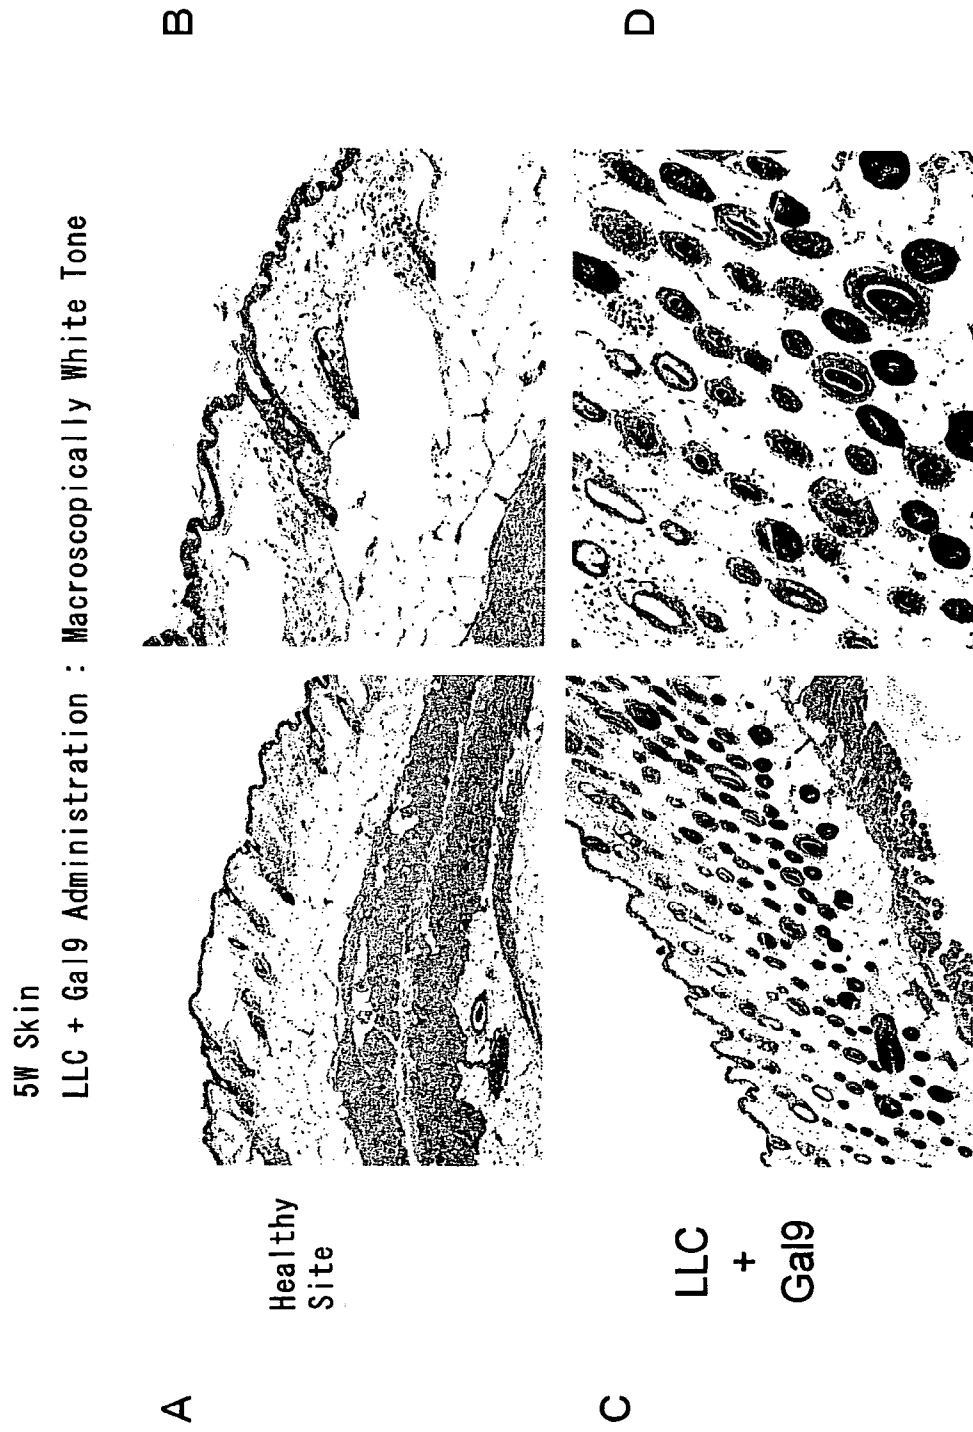 5W Skin
LLC + Gal9 Administration : Macroscopically White Tone
A
B
Healthy
Site
C
D
LLC
+
Gal9